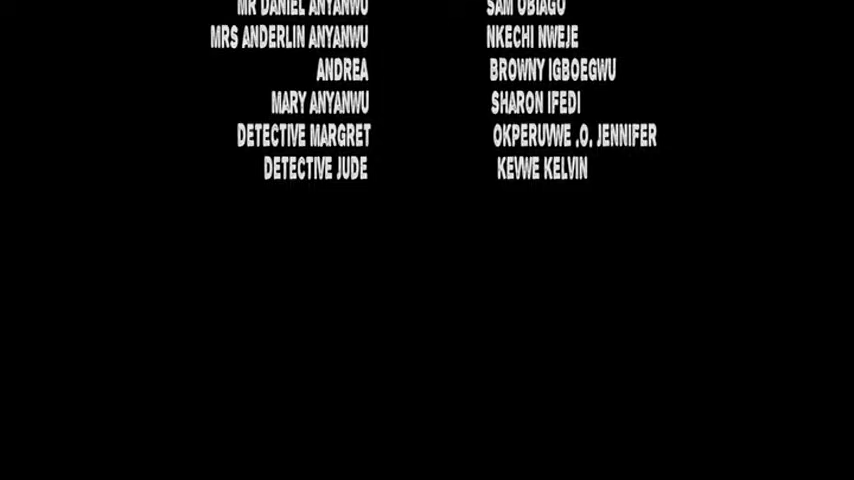 MR DANIEL ANYANWU SAM OBIAGO
MRS ANDERLIN ANYANWU NKECHI NWEJE
ANDREA BROWNY IGBOEGWU
MARY ANYANWU SHARON IFEDI
DETECTIVE MARGRET OKPERUVWE .O. JENNIFER
DETECTIVE JUDE KEVWE KELVIN